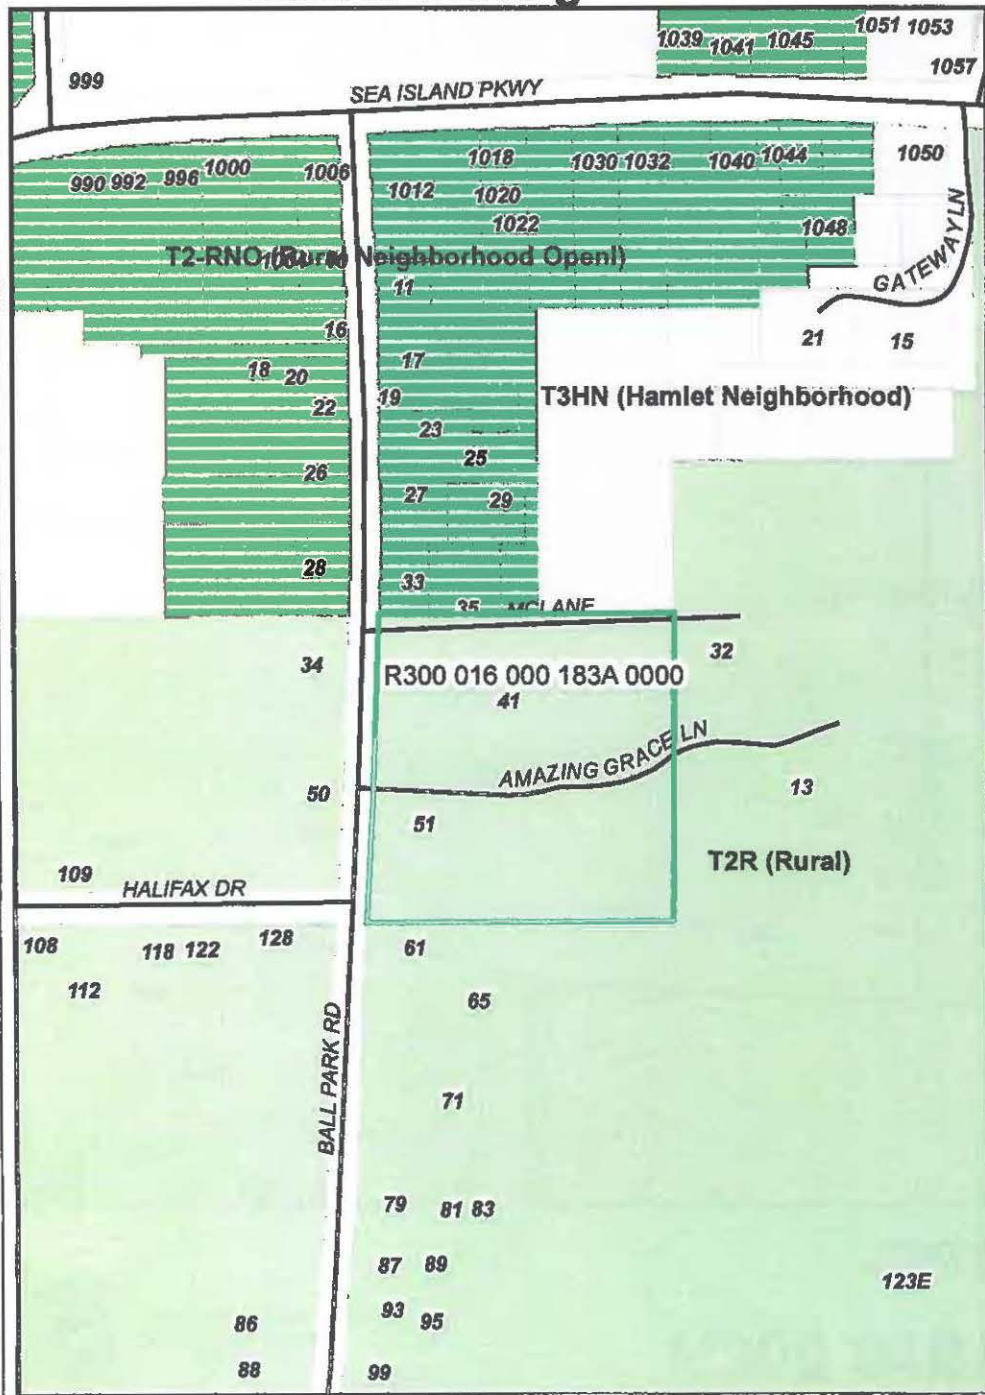 1039 1041 1045 1051 1053
1057
999
SEA ISLAND PKWY
990 992 996 1000 1006
1012 1018 1030 1032 1040 1044 1050
1020
1022 1048
T2-RNO (Rural Neighborhood Openl)
GATEWAY LN
11
16
21 15
17
18 20
22 19
T3HN (Hamlet Neighborhood)
23
25
26
27 29
28
33
35 MCLANE
34
32
R300 016 000 183A 0000
41
AMAZING GRACE LN
50
13
51
T2R (Rural)
109
HALIFAX DR
108 118 122 128
61
112
65
BALL PARK RD
71
79 81 83
87 89
123E
93 95
86
88 99